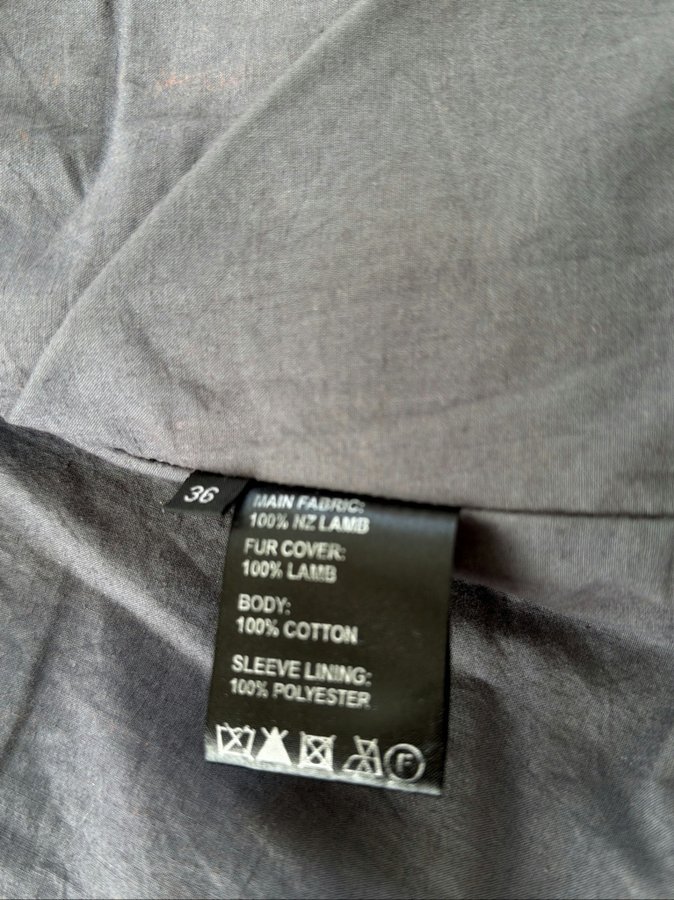 36
MAIN FABRIC:
100% NZ LAMB
FUR COVER:
100% LAMB
BODY:
100% COTTON
SLEEVE LINING:
100% POLYESTER
F